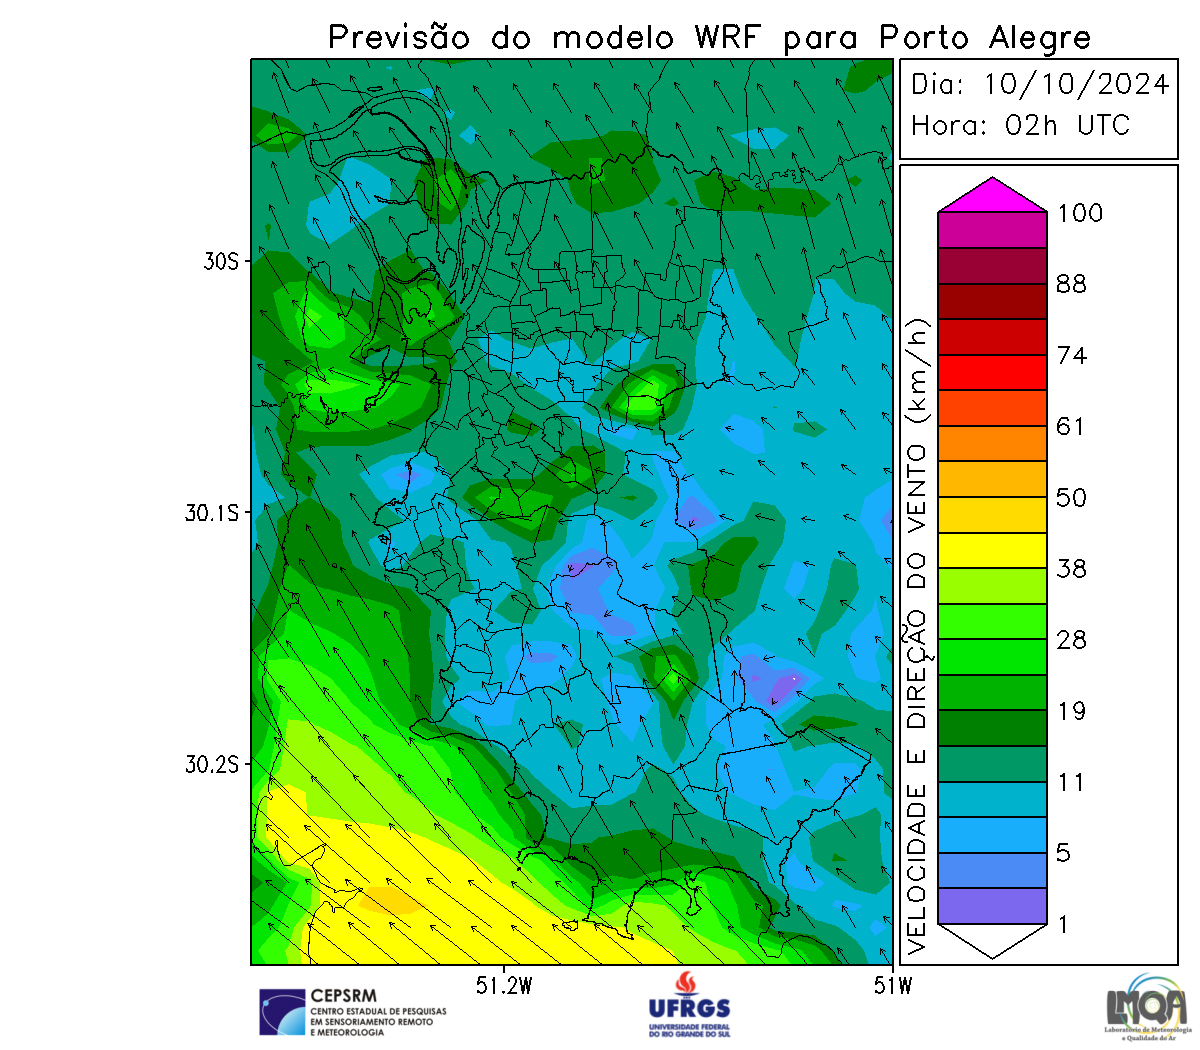 Previsão do modelo WRF para Porto Alegre
Dia: 10/10/2024
Hora: 02h UTC
30S
30.1S
30.2S
51.2W
51W
VELOCIDADE E DIREÇÃO DO VENTO (km/h)
100
88
74
61
50
38
28
19
11
5
1
CEPSRM
CENTRO ESTADUAL DE PESQUISAS
EM SENSORIAMENTO REMOTO
E METEOROLOGIA
UFRGS
UNIVERSIDADE FEDERAL
DO RIO GRANDE DO SUL
LMQA
Laboratório de Meteorologia
e Qualidade do Ar